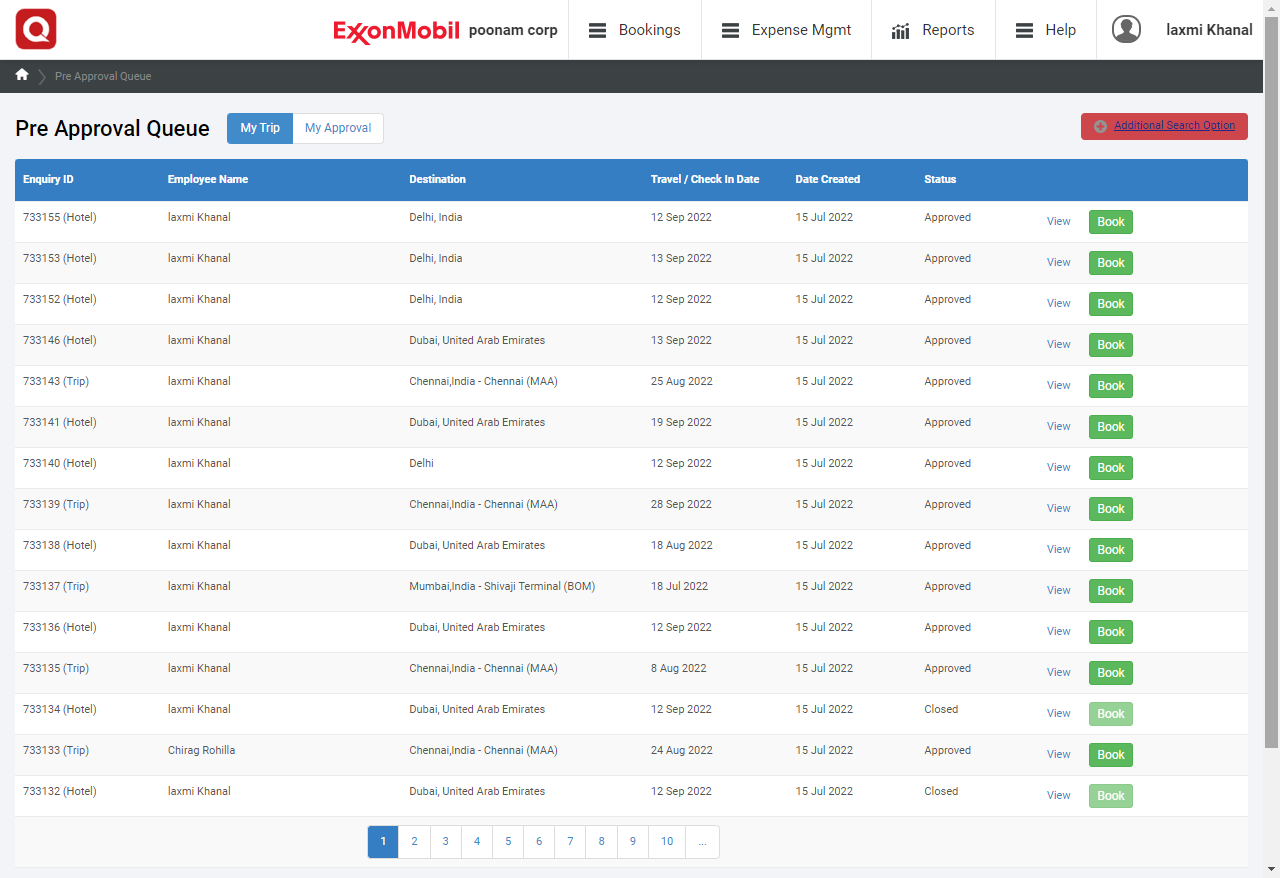 Q ExxonMobil poonam corp Bookings Expense Mgmt Reports Help laxmi Khanal
Pre Approval Queue
Pre Approval Queue My Trip My Approval Additional Search Option
Enquiry ID Employee Name Destination Travel / Check In Date Date Created Status
733155 (Hotel) laxmi Khanal Delhi, India 12 Sep 2022 15 Jul 2022 Approved View Book
733153 (Hotel) laxmi Khanal Delhi, India 13 Sep 2022 15 Jul 2022 Approved View Book
733152 (Hotel) laxmi Khanal Delhi, India 12 Sep 2022 15 Jul 2022 Approved View Book
733146 (Hotel) laxmi Khanal Dubai, United Arab Emirates 13 Sep 2022 15 Jul 2022 Approved View Book
733143 (Trip) laxmi Khanal Chennai,India - Chennai (MAA) 25 Aug 2022 15 Jul 2022 Approved View Book
733141 (Hotel) laxmi Khanal Dubai, United Arab Emirates 19 Sep 2022 15 Jul 2022 Approved View Book
733140 (Hotel) laxmi Khanal Delhi 12 Sep 2022 15 Jul 2022 Approved View Book
733139 (Trip) laxmi Khanal Chennai,India - Chennai (MAA) 28 Sep 2022 15 Jul 2022 Approved View Book
733138 (Hotel) laxmi Khanal Dubai, United Arab Emirates 18 Aug 2022 15 Jul 2022 Approved View Book
733137 (Trip) laxmi Khanal Mumbai,India - Shivaji Terminal (BOM) 18 Jul 2022 15 Jul 2022 Approved View Book
733136 (Hotel) laxmi Khanal Dubai, United Arab Emirates 12 Sep 2022 15 Jul 2022 Approved View Book
733135 (Trip) laxmi Khanal Chennai,India - Chennai (MAA) 8 Aug 2022 15 Jul 2022 Approved View Book
733134 (Hotel) laxmi Khanal Dubai, United Arab Emirates 12 Sep 2022 15 Jul 2022 Closed View Book
733133 (Trip) Chirag Rohilla Chennai,India - Chennai (MAA) 24 Aug 2022 15 Jul 2022 Approved View Book
733132 (Hotel) laxmi Khanal Dubai, United Arab Emirates 12 Sep 2022 15 Jul 2022 Closed View Book
1 2 3 4 5 6 7 8 9 10 ...